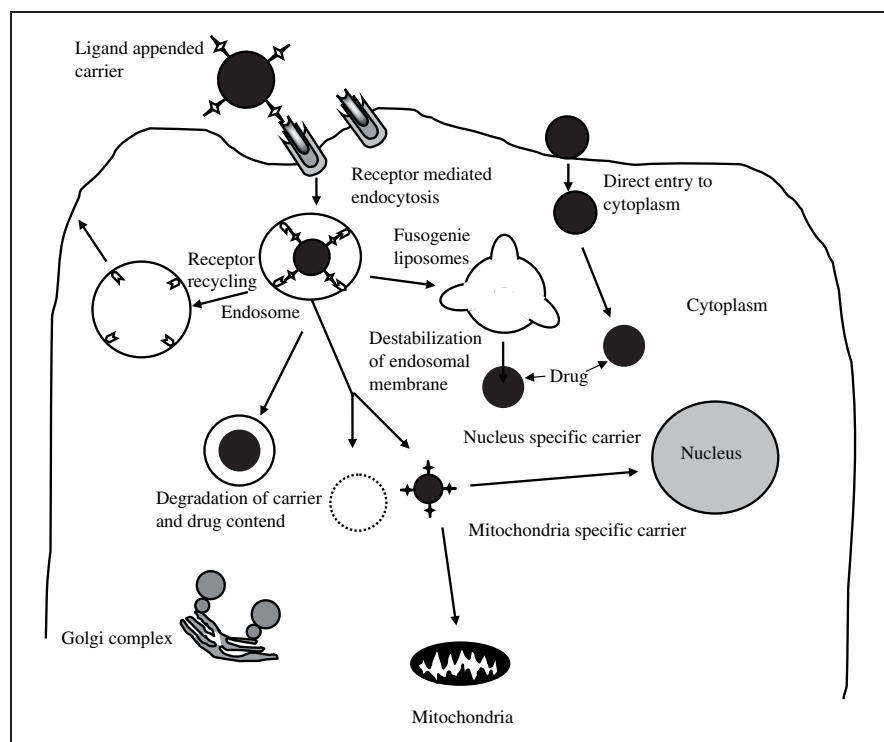 Ligand appended
carrier
Receptor mediated
endocytosis
Direct entry to
cytoplasm
Fusogenie
liposomes
Receptor
recycling
Endosome
Cytoplasm
Destabilization
of endosomal
membrane
Drug
Nucleus specific carrier
Nucleus
Degradation of carrier
and drug contend
Mitochondria specific carrier
Golgi complex
Mitochondria